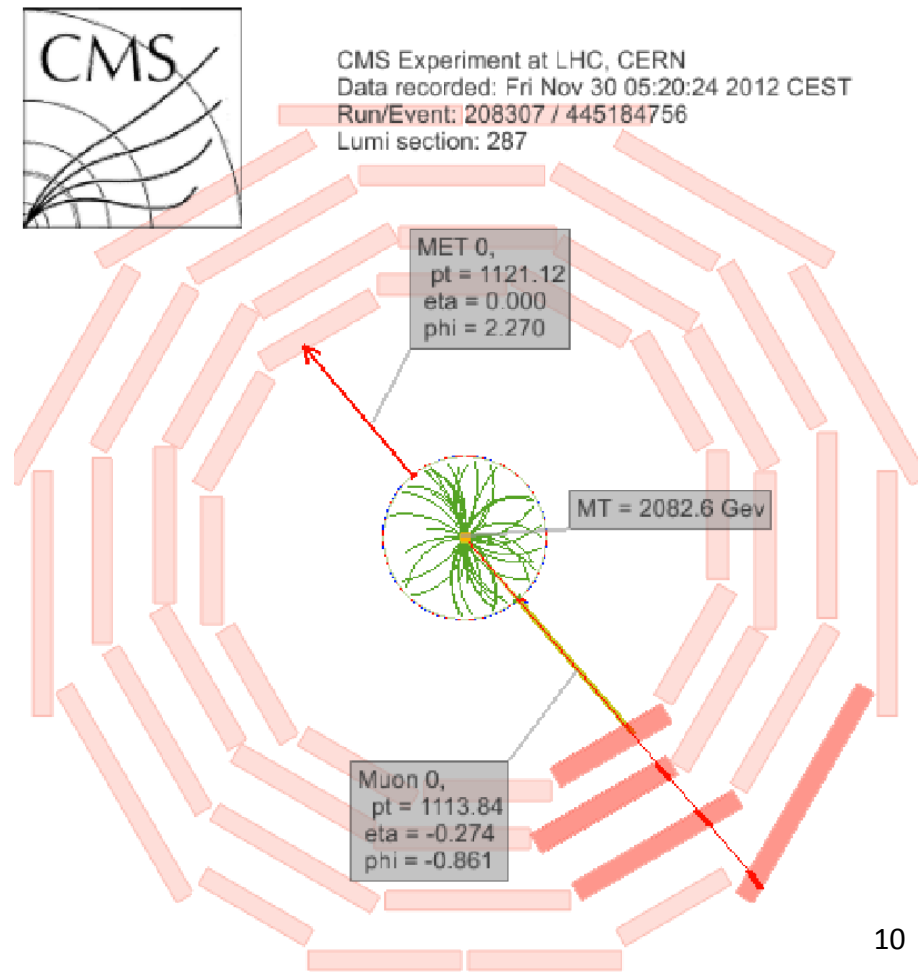 CMS
CMS Experiment at LHC, CERN
Data recorded: Fri Nov 30 05:20:24 2012 CEST
Run/Event: 208307 / 445184756
Lumi section: 287
MET 0,
pt = 1121.12
eta = 0.000
phi = 2.270
MT = 2082.6 Gev
Muon 0,
pt = 1113.84
eta = -0.274
phi = -0.861
10